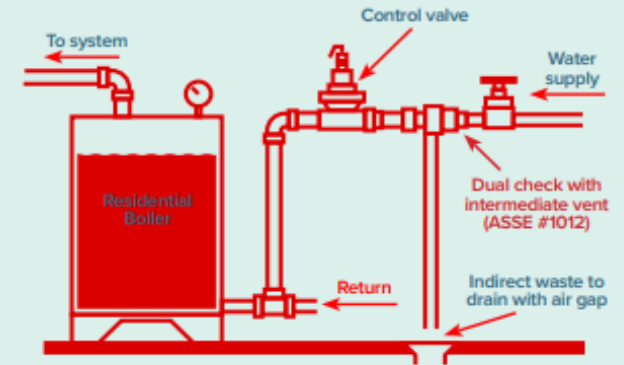 Control valve
To system
Water
supply
Residential
Boiler
Dual check with
intermediate vent
(ASSE #1012)
Return
Indirect waste to
drain with air gap